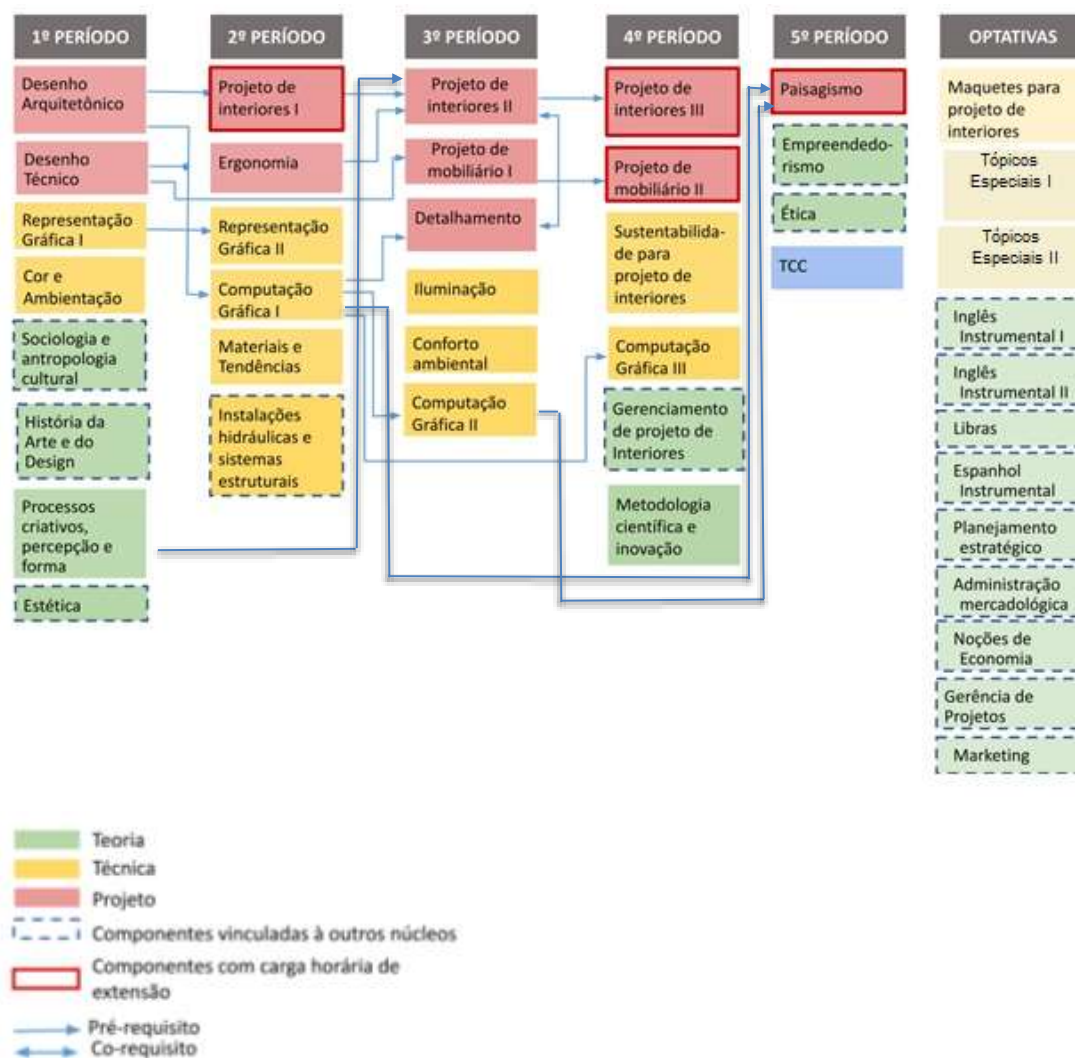 1º PERÍODO
Desenho
Arquitetônico
Desenho
Técnico
Representação
Gráfica I
Cor e
Ambientação
Sociologia e
antropologia
cultural
História da
Arte e do
Design
Processos
criativos,
percepção e
forma
Estética
2º PERÍODO
Projeto de
interiores I
Ergonomia
Representação
Gráfica II
Computação
Gráfica I
Materiais e
Tendências
Instalações
hidráulicas e
sistemas
estruturais
3º PERÍODO
Projeto de
interiores II
Projeto de
mobiliário I
Detalhamento
Iluminação
Conforto
ambiental
Computação
Gráfica II
4º PERÍODO
Projeto de
interiores III
Projeto de
mobiliário II
Sustentabilida-
de para
projeto de
interiores
Computação
Gráfica III
Gerenciamento
de projeto de
Interiores
Metodologia
científica e
inovação
5º PERÍODO
Paisagismo
Empreendedo-
rismo
Ética
TCC
OPTATIVAS
Maquetes para
projeto de
interiores
Tópicos
Especiais I
Tópicos
Especiais II
Inglês
Instrumental I
Inglês
Instrumental II
Libras
Espanhol
Instrumental
Planejamento
estratégico
Administração
mercadológica
Noções de
Economia
Gerência de
Projetos
Marketing
Teoria
Técnica
Projeto
Componentes vinculadas à outros núcleos
Componentes com carga horária de
extensão
Pré-requisito
Co-requisito